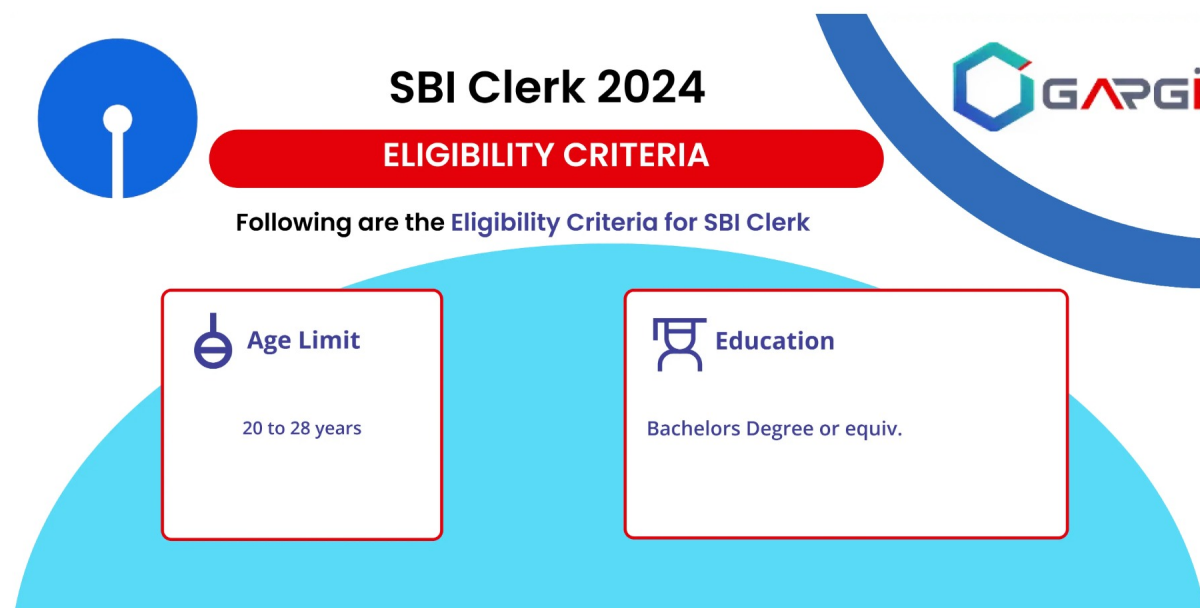 SBI Clerk 2024
GARGI
ELIGIBILITY CRITERIA
Following are the Eligibility Criteria for SBI Clerk
Age Limit
20 to 28 years
Education
Bachelors Degree or equiv.